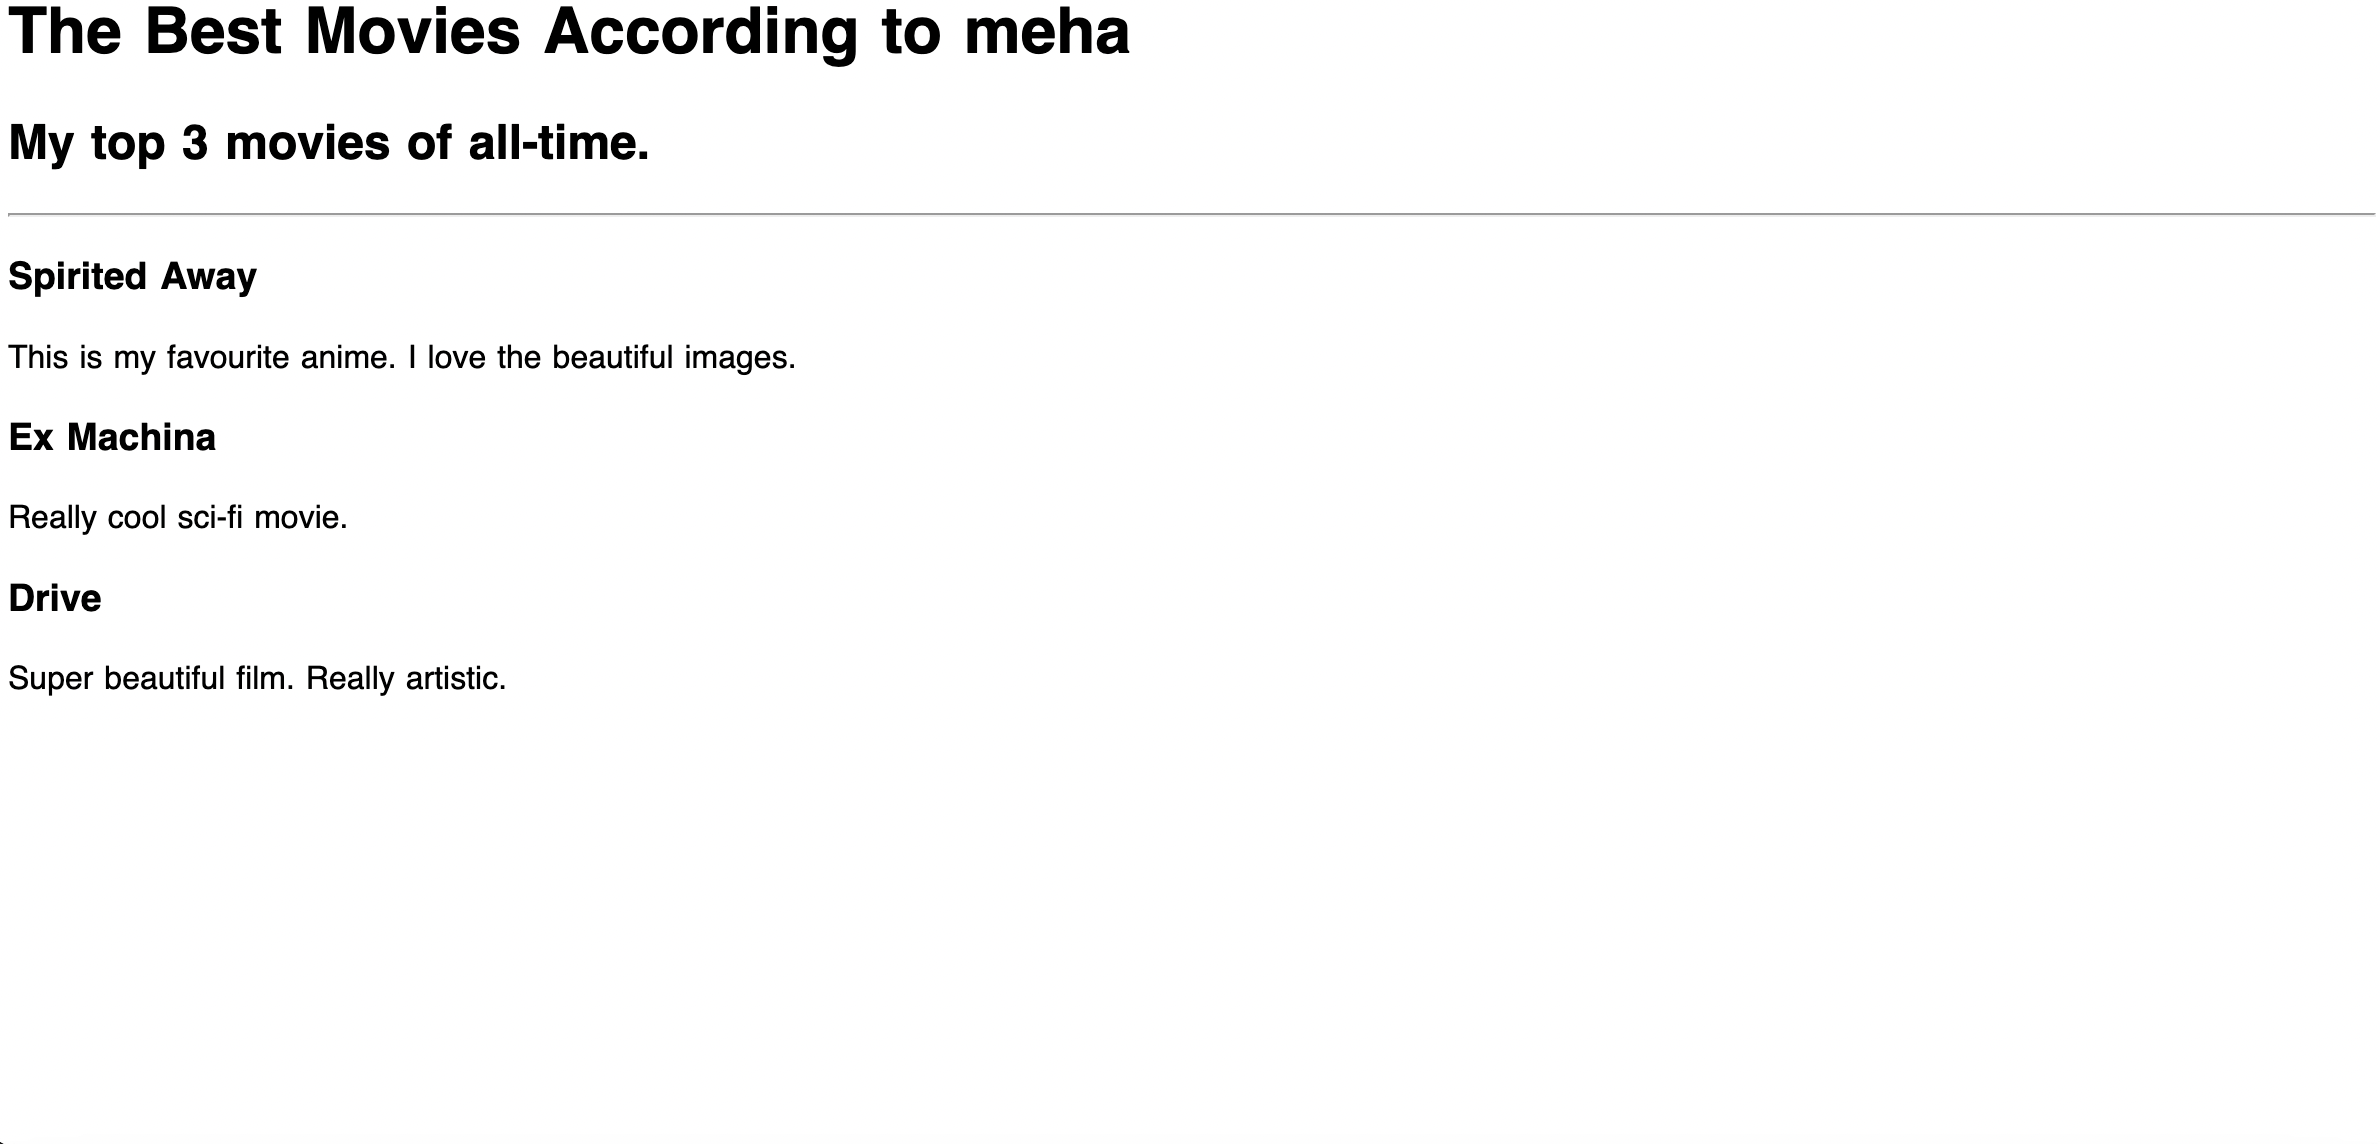 The Best Movies According to meha
My top 3 movies of all-time.
Spirited Away
This is my favourite anime. I love the beautiful images.
Ex Machina
Really cool sci-fi movie.
Drive
Super beautiful film. Really artistic.